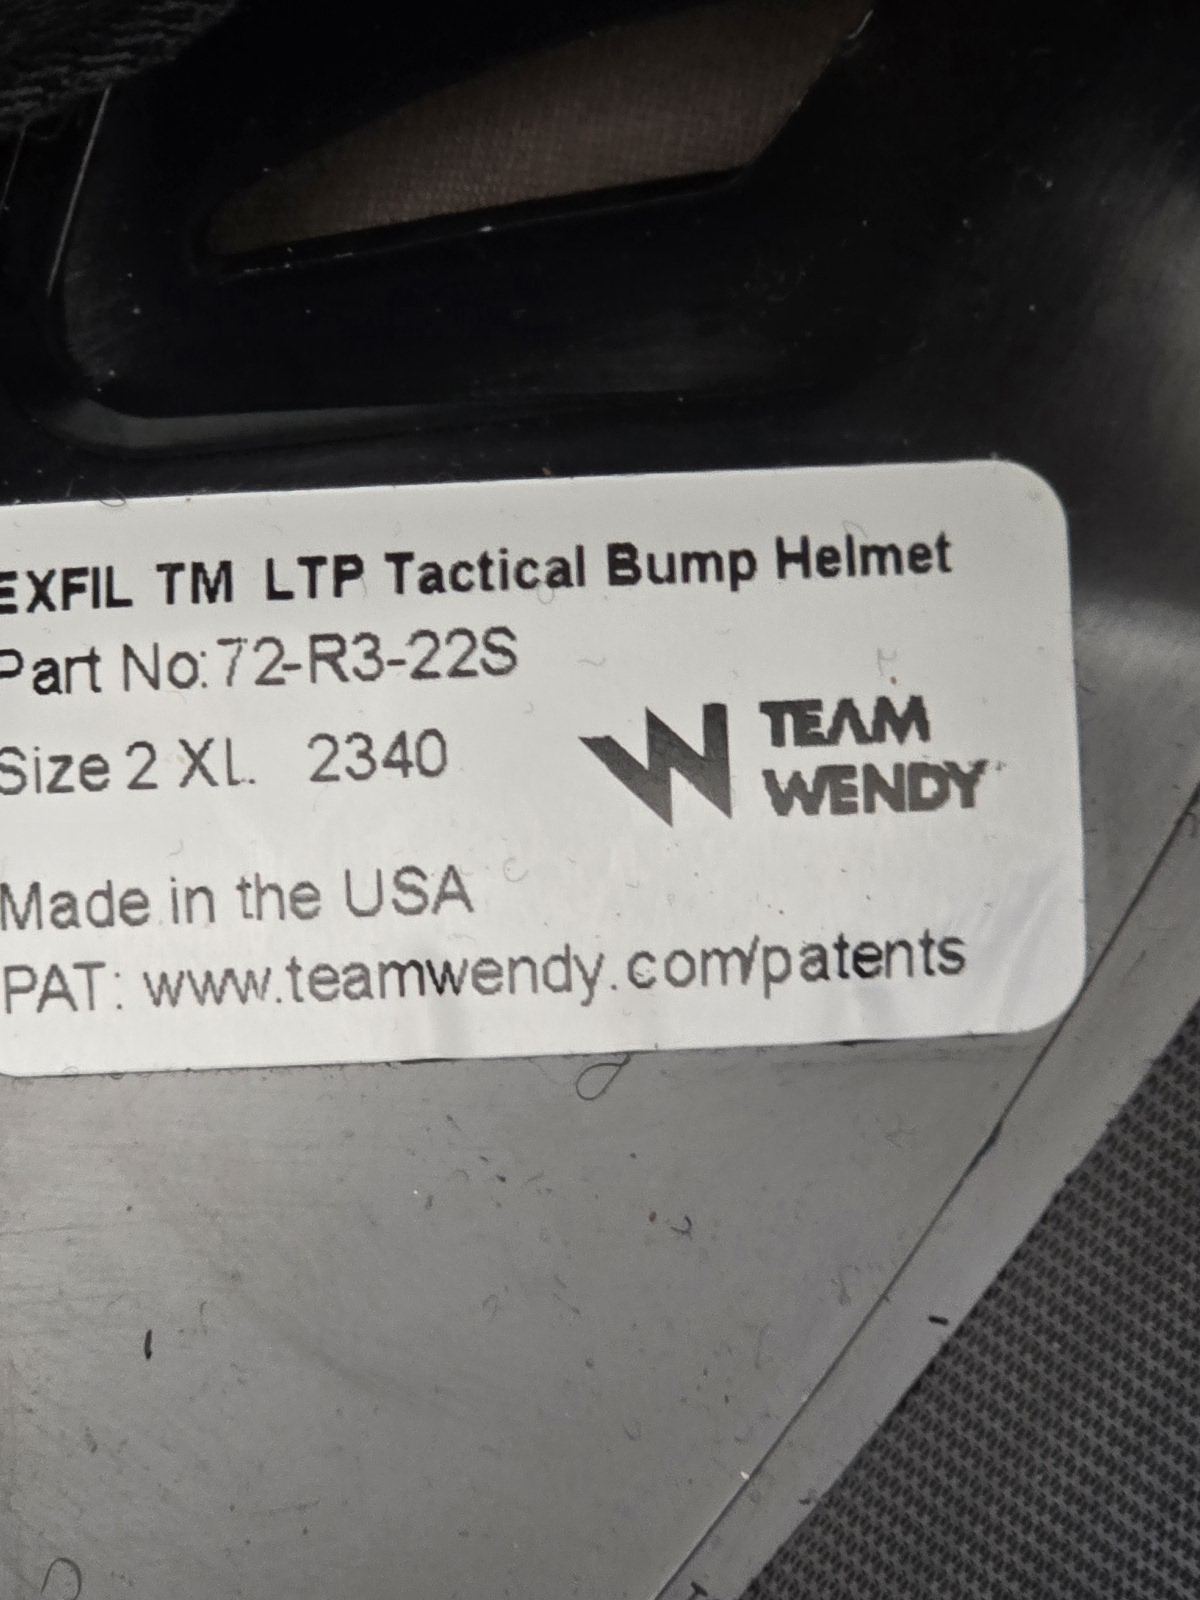 EXFIL TM LTP Tactical Bump Helmet
Part No:72-R3-22S
Size 2 XL. 2340
TEAM
WENDY
Made in the USA
PAT: www.teamwendy.com/patents